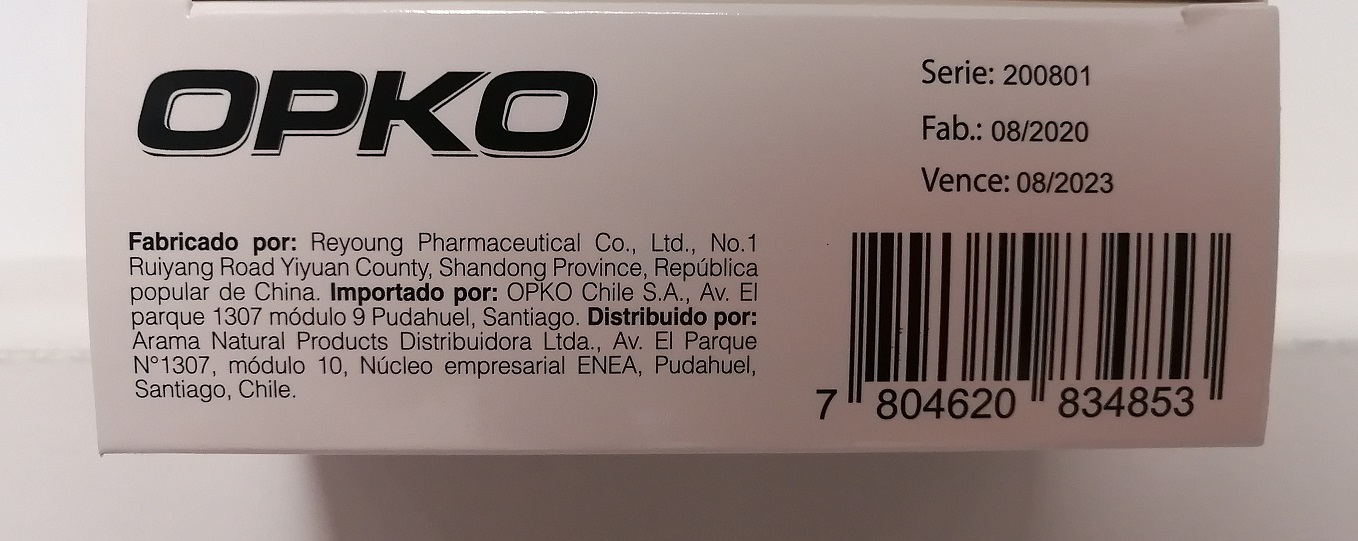 OPKO
Serie: 200801
Fab.: 08/2020
Vence: 08/2023
Fabricado por: Reyoung Pharmaceutical Co., Ltd., No.1
Ruiyang Road Yiyuan County, Shandong Province, República
popular de China. Importado por: OPKO Chile S.A., Av. El
parque 1307 módulo 9 Pudahuel, Santiago. Distribuido por:
Arama Natural Products Distribuidora Ltda., Av. El Parque
N°1307, módulo 10, Núcleo empresarial ENEA, Pudahuel,
Santiago, Chile.
7 804620 834853